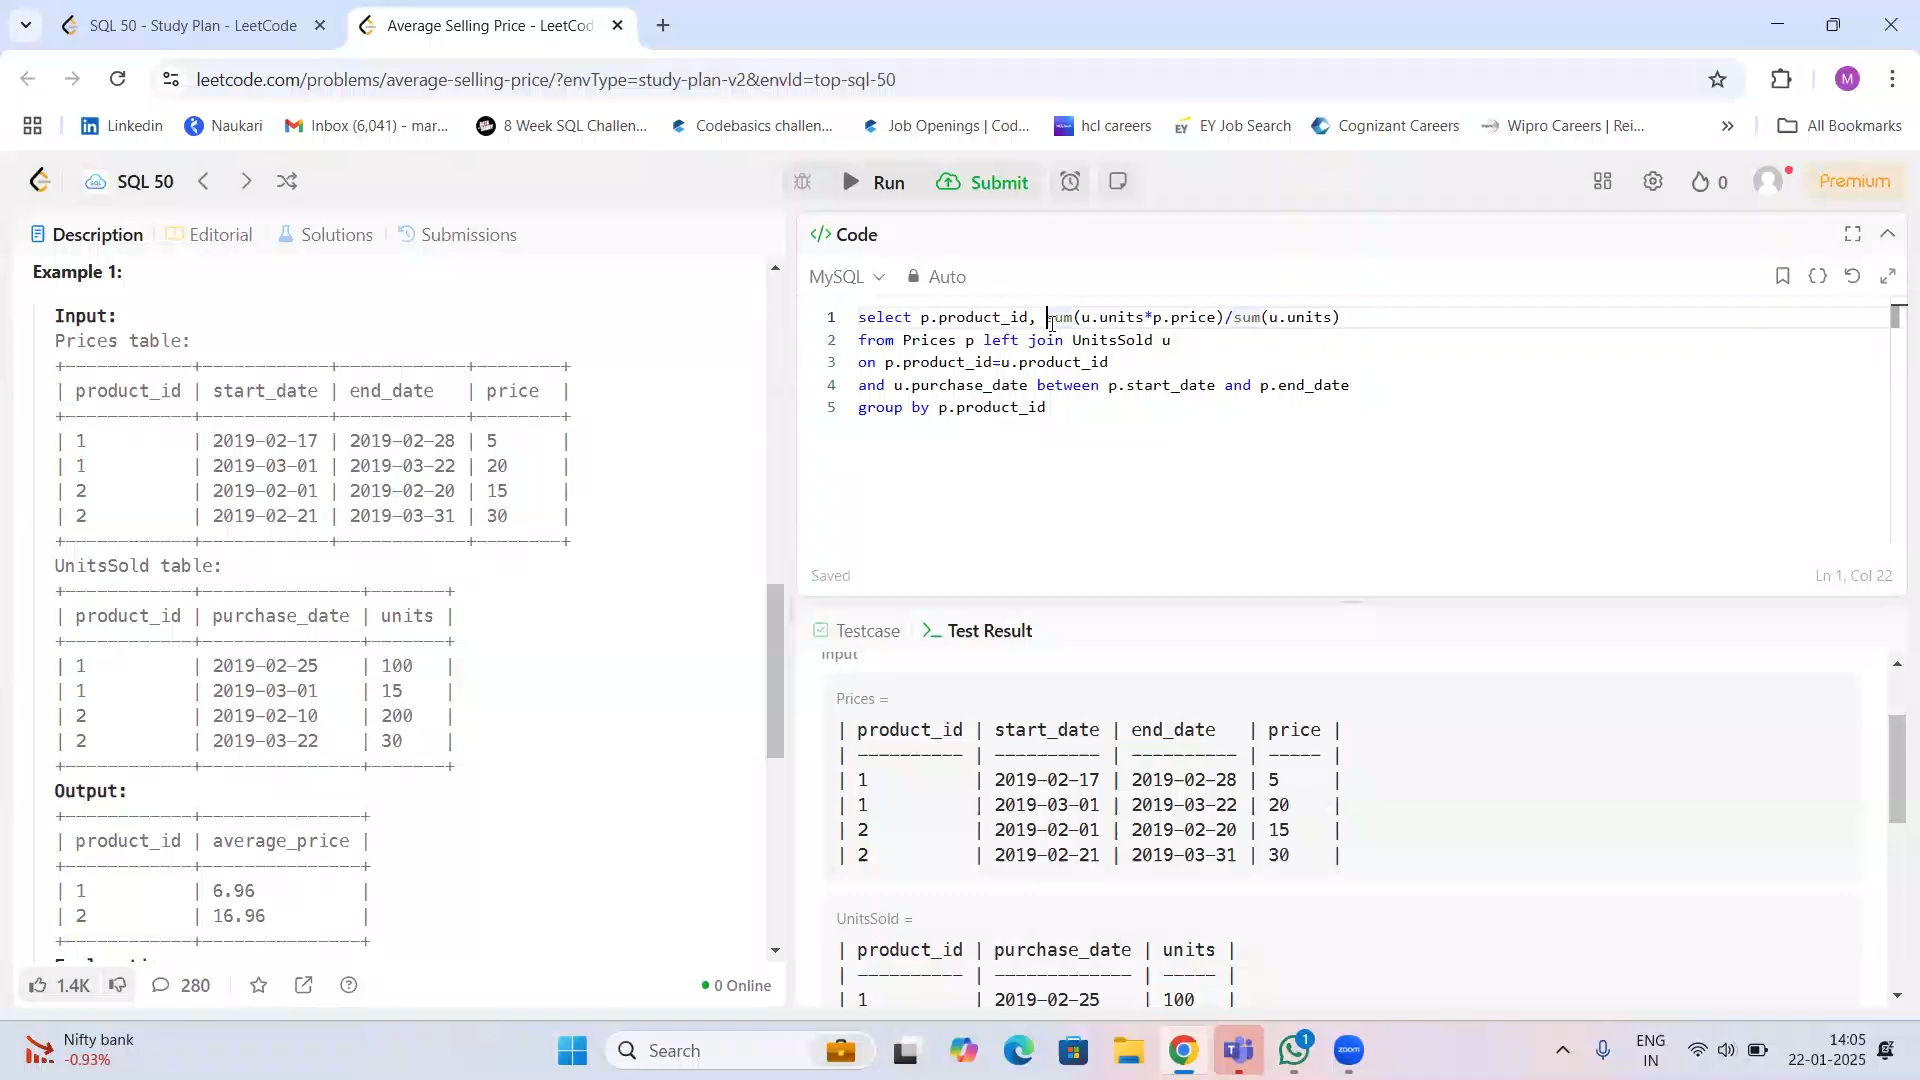 SQL 50 - Study Plan - LeetCode
Average Selling Price - LeetCod
leetcode.com/problems/average-selling-price/?envType=study-plan-v2&envId=top-sql-50
M
Linkedin
Naukari
Inbox (6,041) - mar...
8 Week SQL Challen...
Codebasics challen...
Job Openings | Cod...
hcl careers
EY Job Search
Cognizant Careers
Wipro Careers | Rei...
All Bookmarks
SQL 50
Run
Submit
0
Premium
Description
Editorial
Solutions
Submissions
Example 1:
Input:
Prices table:
+------------+------------+------------+--------+
| product_id | start_date | end_date   | price  |
+------------+------------+------------+--------+
| 1          | 2019-02-17 | 2019-02-28 | 5      |
| 1          | 2019-03-01 | 2019-03-22 | 20     |
| 2          | 2019-02-01 | 2019-02-20 | 15     |
| 2          | 2019-02-21 | 2019-03-31 | 30     |
+------------+------------+------------+--------+
UnitsSold table:
+------------+---------------+-------+
| product_id | purchase_date | units |
+------------+---------------+-------+
| 1          | 2019-02-25    | 100   |
| 1          | 2019-03-01    | 15    |
| 2          | 2019-02-10    | 200   |
| 2          | 2019-03-22    | 30    |
+------------+---------------+-------+
Output:
+------------+---------------+
| product_id | average_price |
+------------+---------------+
| 1          | 6.96          |
| 2          | 16.96         |
+------------+---------------+
1.4K
280
0 Online
Code
MySQL
Auto
1 select p.product_id, sum(u.units*p.price)/sum(u.units)
2 from Prices p left join UnitsSold u
3 on p.product_id=u.product_id
4 and u.purchase_date between p.start_date and p.end_date
5 group by p.product_id
Saved
Ln 1, Col 22
Testcase
Test Result
Input
Prices =
| product_id | start_date | end_date   | price |
| ---------- | ---------- | ---------- | ----- |
| 1          | 2019-02-17 | 2019-02-28 | 5     |
| 1          | 2019-03-01 | 2019-03-22 | 20    |
| 2          | 2019-02-01 | 2019-02-20 | 15    |
| 2          | 2019-02-21 | 2019-03-31 | 30    |
UnitsSold =
| product_id | purchase_date | units |
| ---------- | ------------- | ----- |
| 1          | 2019-02-25    | 100   |
Nifty bank
-0.93%
Search
1
zoom
ENG
IN
14:05
22-01-2025